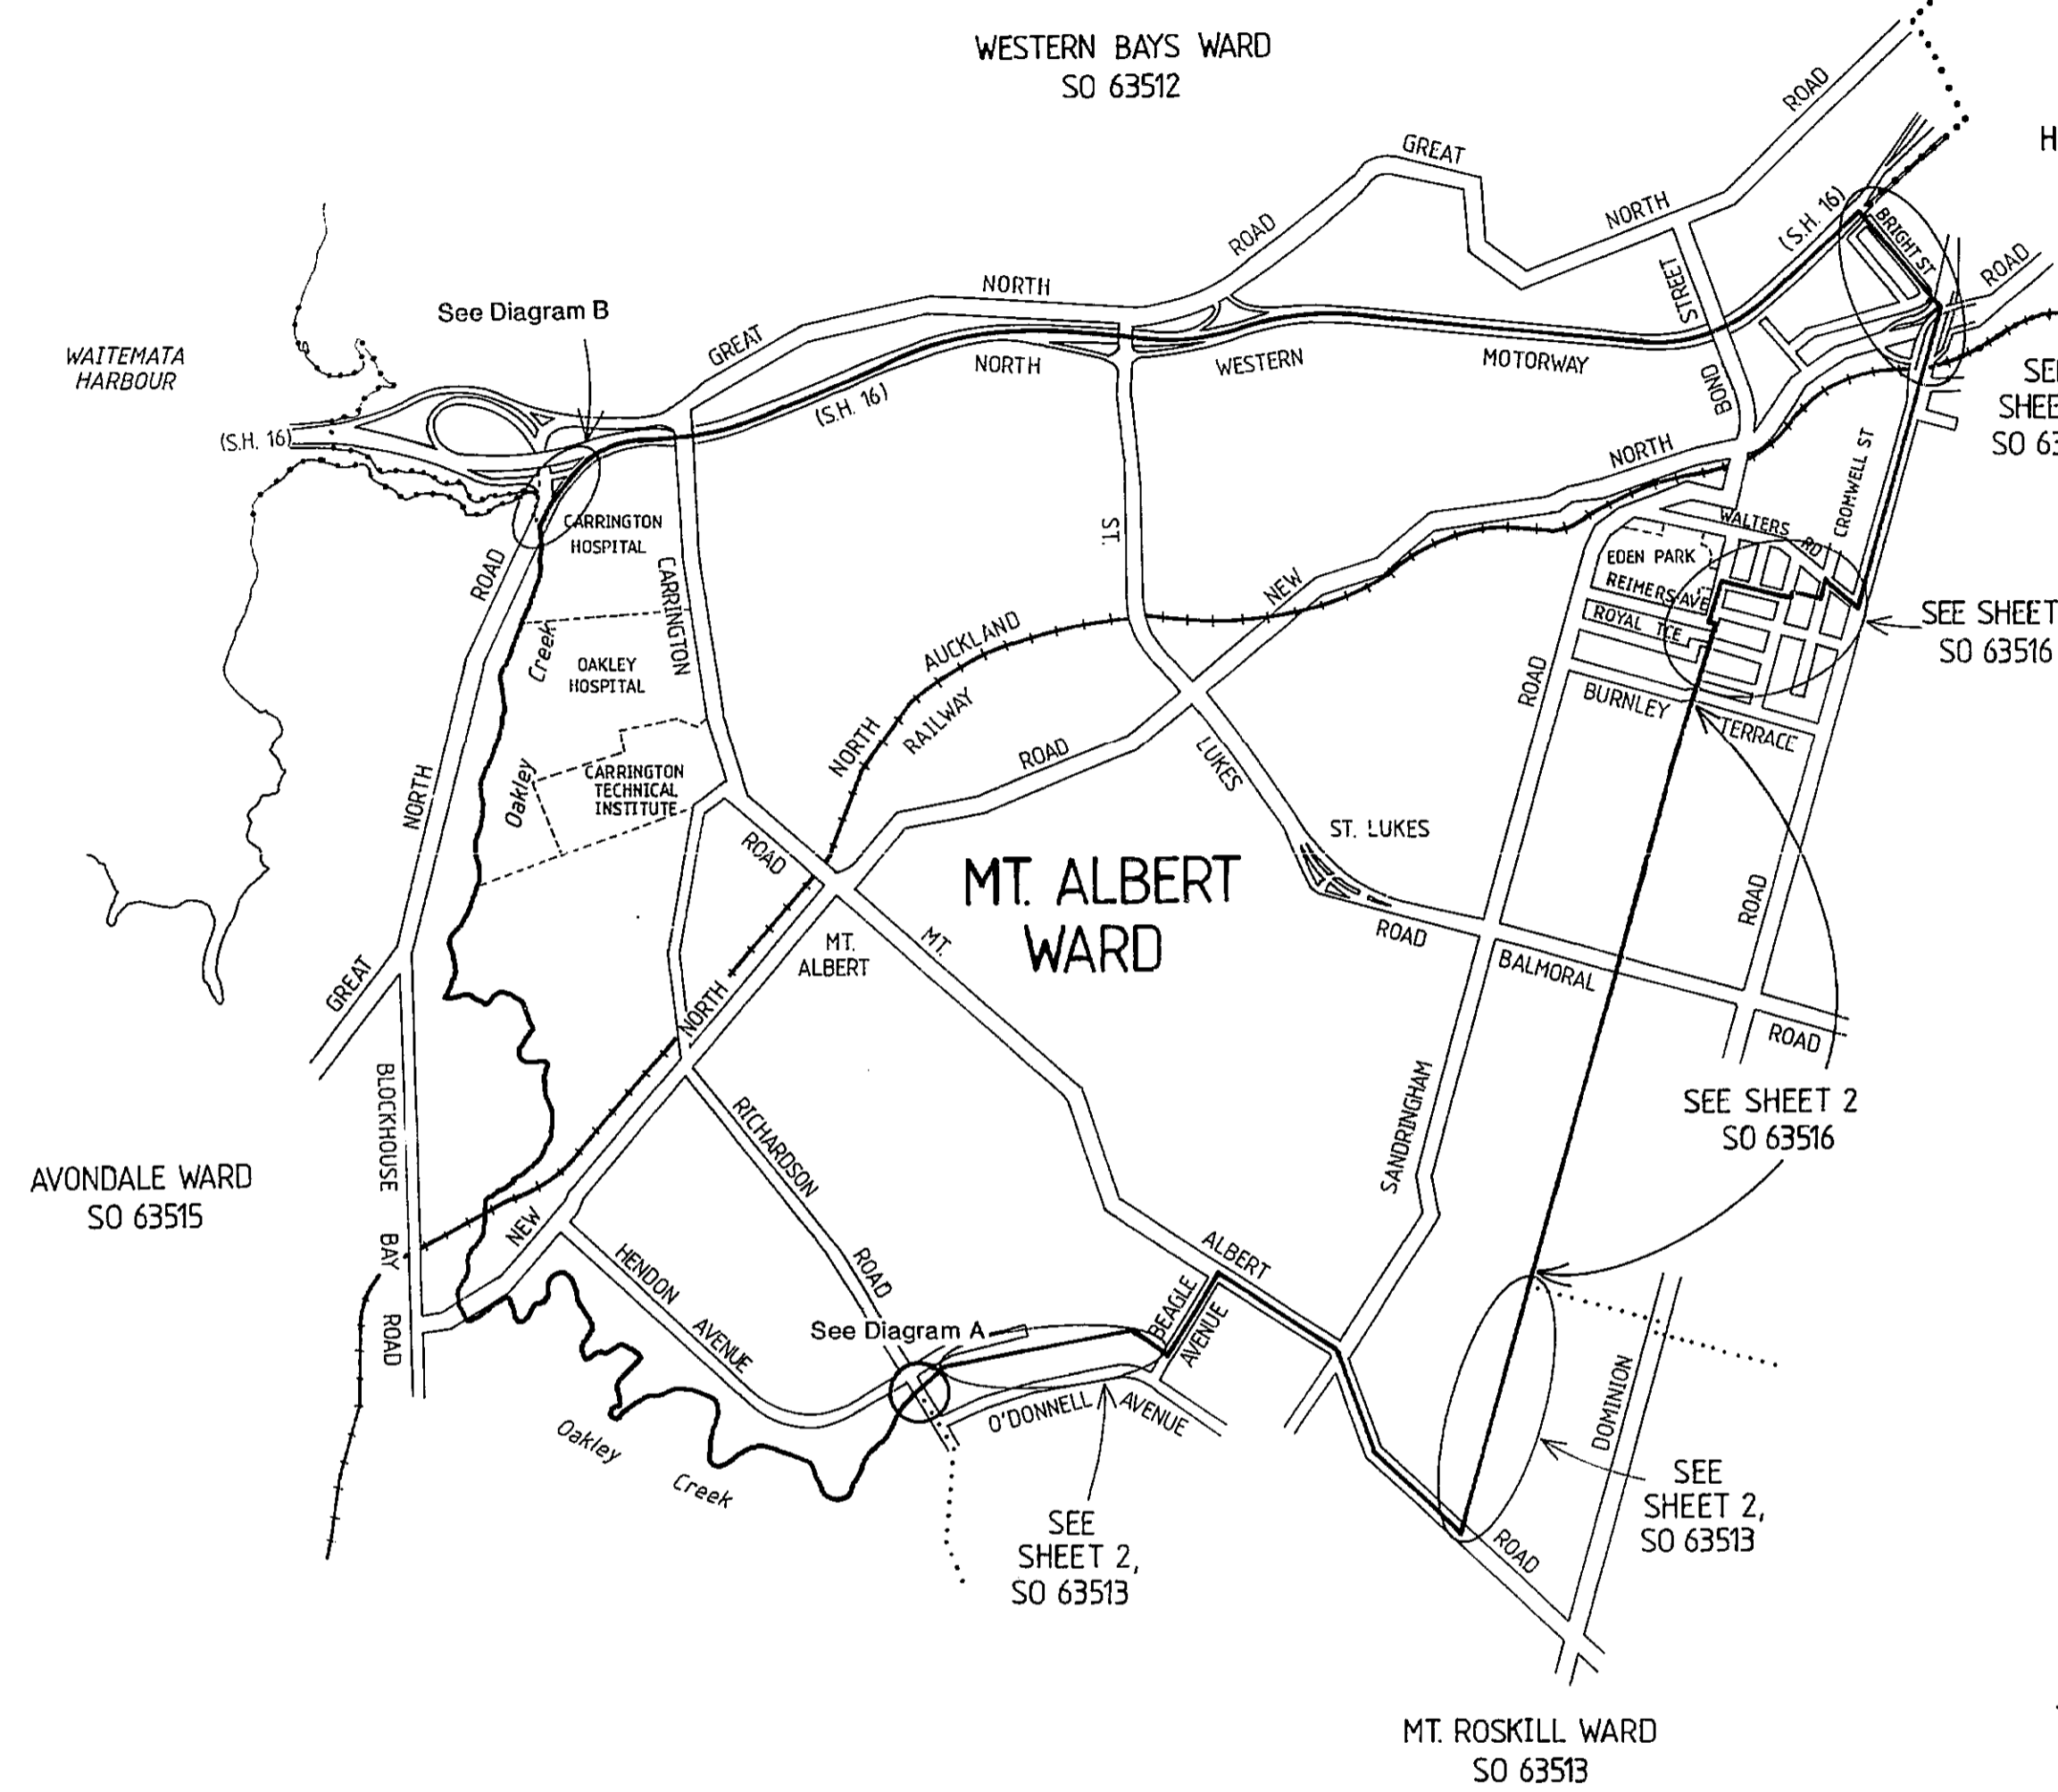 WESTERN BAYS WARD
SO 63512
ROAD
H
GREAT
NORTH
(S.H. 16)
BRIGHT ST
ROAD
ROAD
NORTH
STREET
See Diagram B
GREAT
NORTH
WESTERN
MOTORWAY
WAITEMATA
HARBOUR
(S.H. 16)
(S.H. 16)
BOND
SEE
SO 63
NORTH
CROMWELL ST
CARRINGTON
HOSPITAL
ST.
WALTERS RD
EDEN PARK
ROAD
CARRINGTON
NEW
REIMERS AVE
ROYAL TCE
SEE SHEET
SO 63516
Creek
OAKLEY
HOSPITAL
AUCKLAND
NORTH
RAILWAY
ROAD
ROAD
BURNLEY
TERRACE
LUKES
NORTH
Oakley
CARRINGTON
TECHNICAL
INSTITUTE
ROAD
ST. LUKES
MT. ALBERT
WARD
ROAD
ROAD
MT.
ALBERT
MT.
BALMORAL
GREAT
NORTH
ROAD
BLOCKHOUSE
RICHARDSON
SANDRINGHAM
SEE SHEET 2
SO 63516
AVONDALE WARD
SO 63515
BAY
NEW
HENDON
ROAD
ALBERT
ROAD
AVENUE
See Diagram A
BEAGLE
AVENUE
DOMINION
O'DONNELL
AVENUE
Oakley
Creek
SEE
SHEET 2,
SO 63513
SEE
SHEET 2,
SO 63513
ROAD
MT. ROSKILL WARD
SO 63513